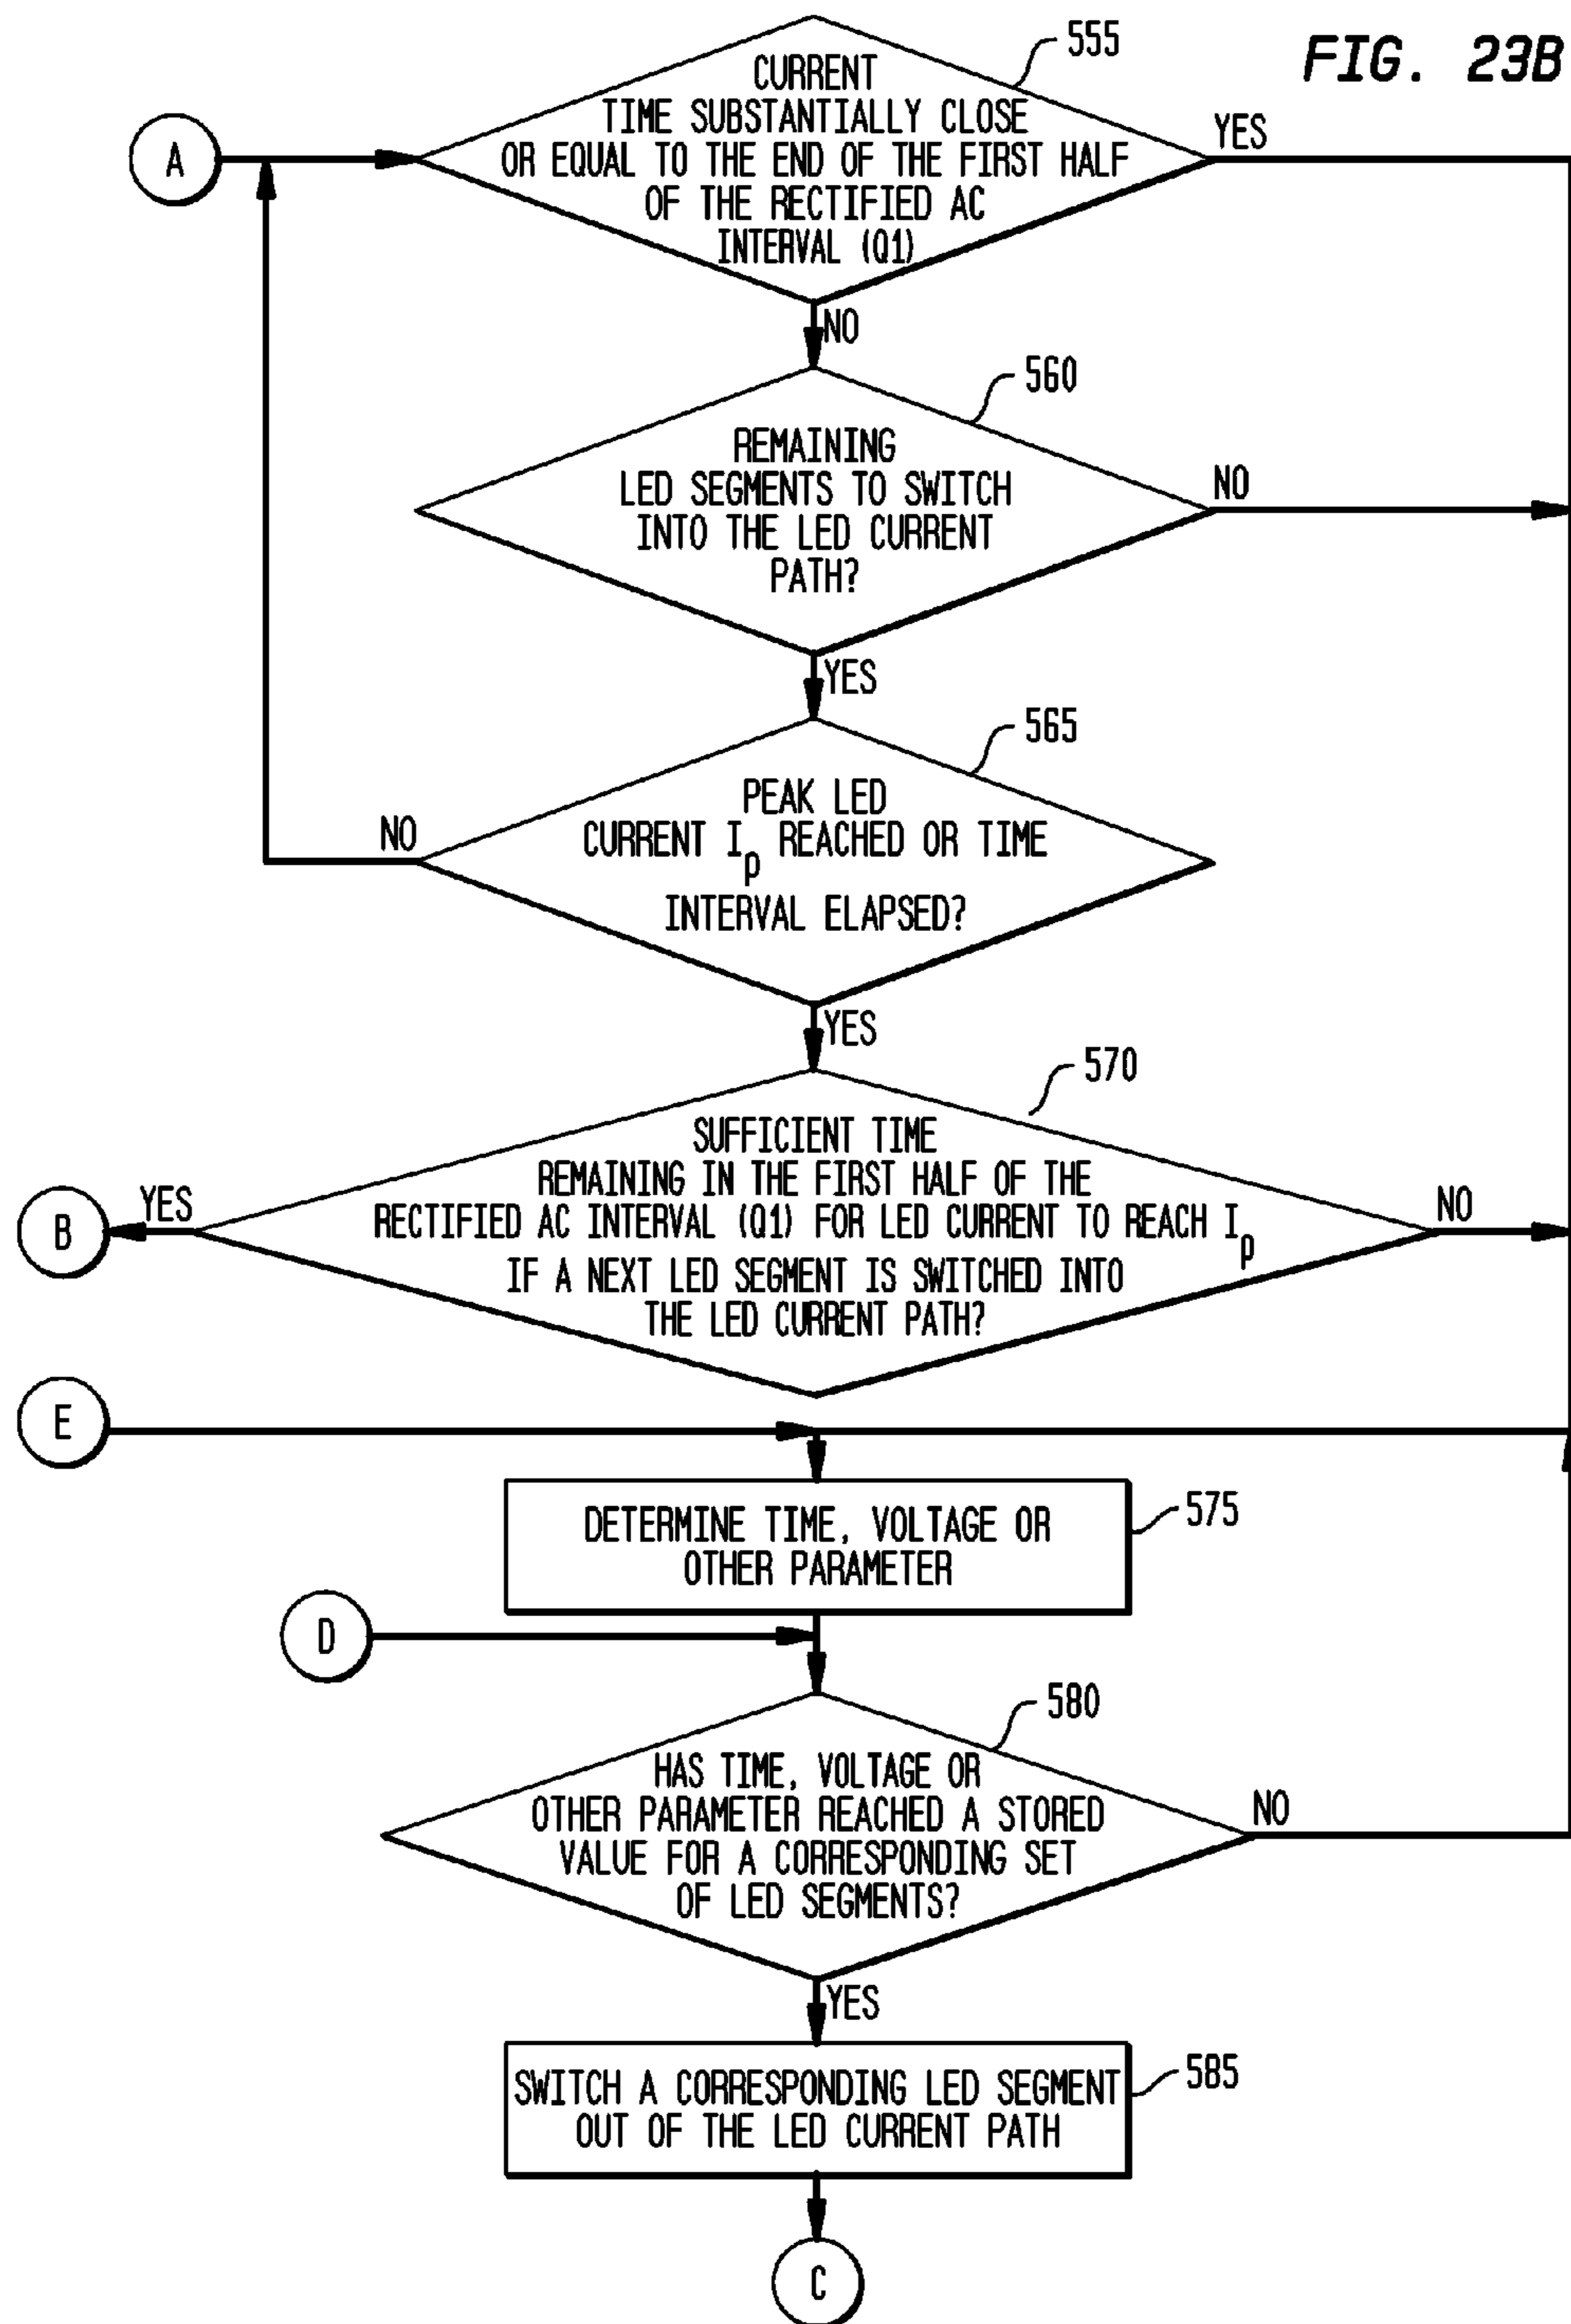 FIG. 23B
555
CURRENT
TIME SUBSTANTIALLY CLOSE
OR EQUAL TO THE END OF THE FIRST HALF
OF THE RECTIFIED AC
INTERVAL (Q1)
YES
A
NO
560
REMAINING
LED SEGMENTS TO SWITCH
INTO THE LED CURRENT
PATH?
NO
YES
565
PEAK LED
CURRENT Ip REACHED OR TIME
INTERVAL ELAPSED?
NO
YES
570
SUFFICIENT TIME
REMAINING IN THE FIRST HALF OF THE
RECTIFIED AC INTERVAL (Q1) FOR LED CURRENT TO REACH Ip
IF A NEXT LED SEGMENT IS SWITCHED INTO
THE LED CURRENT PATH?
YES
B
NO
E
575
DETERMINE TIME, VOLTAGE OR
OTHER PARAMETER
D
580
HAS TIME, VOLTAGE OR
OTHER PARAMETER REACHED A STORED
VALUE FOR A CORRESPONDING SET
OF LED SEGMENTS?
NO
YES
585
SWITCH A CORRESPONDING LED SEGMENT
OUT OF THE LED CURRENT PATH
C